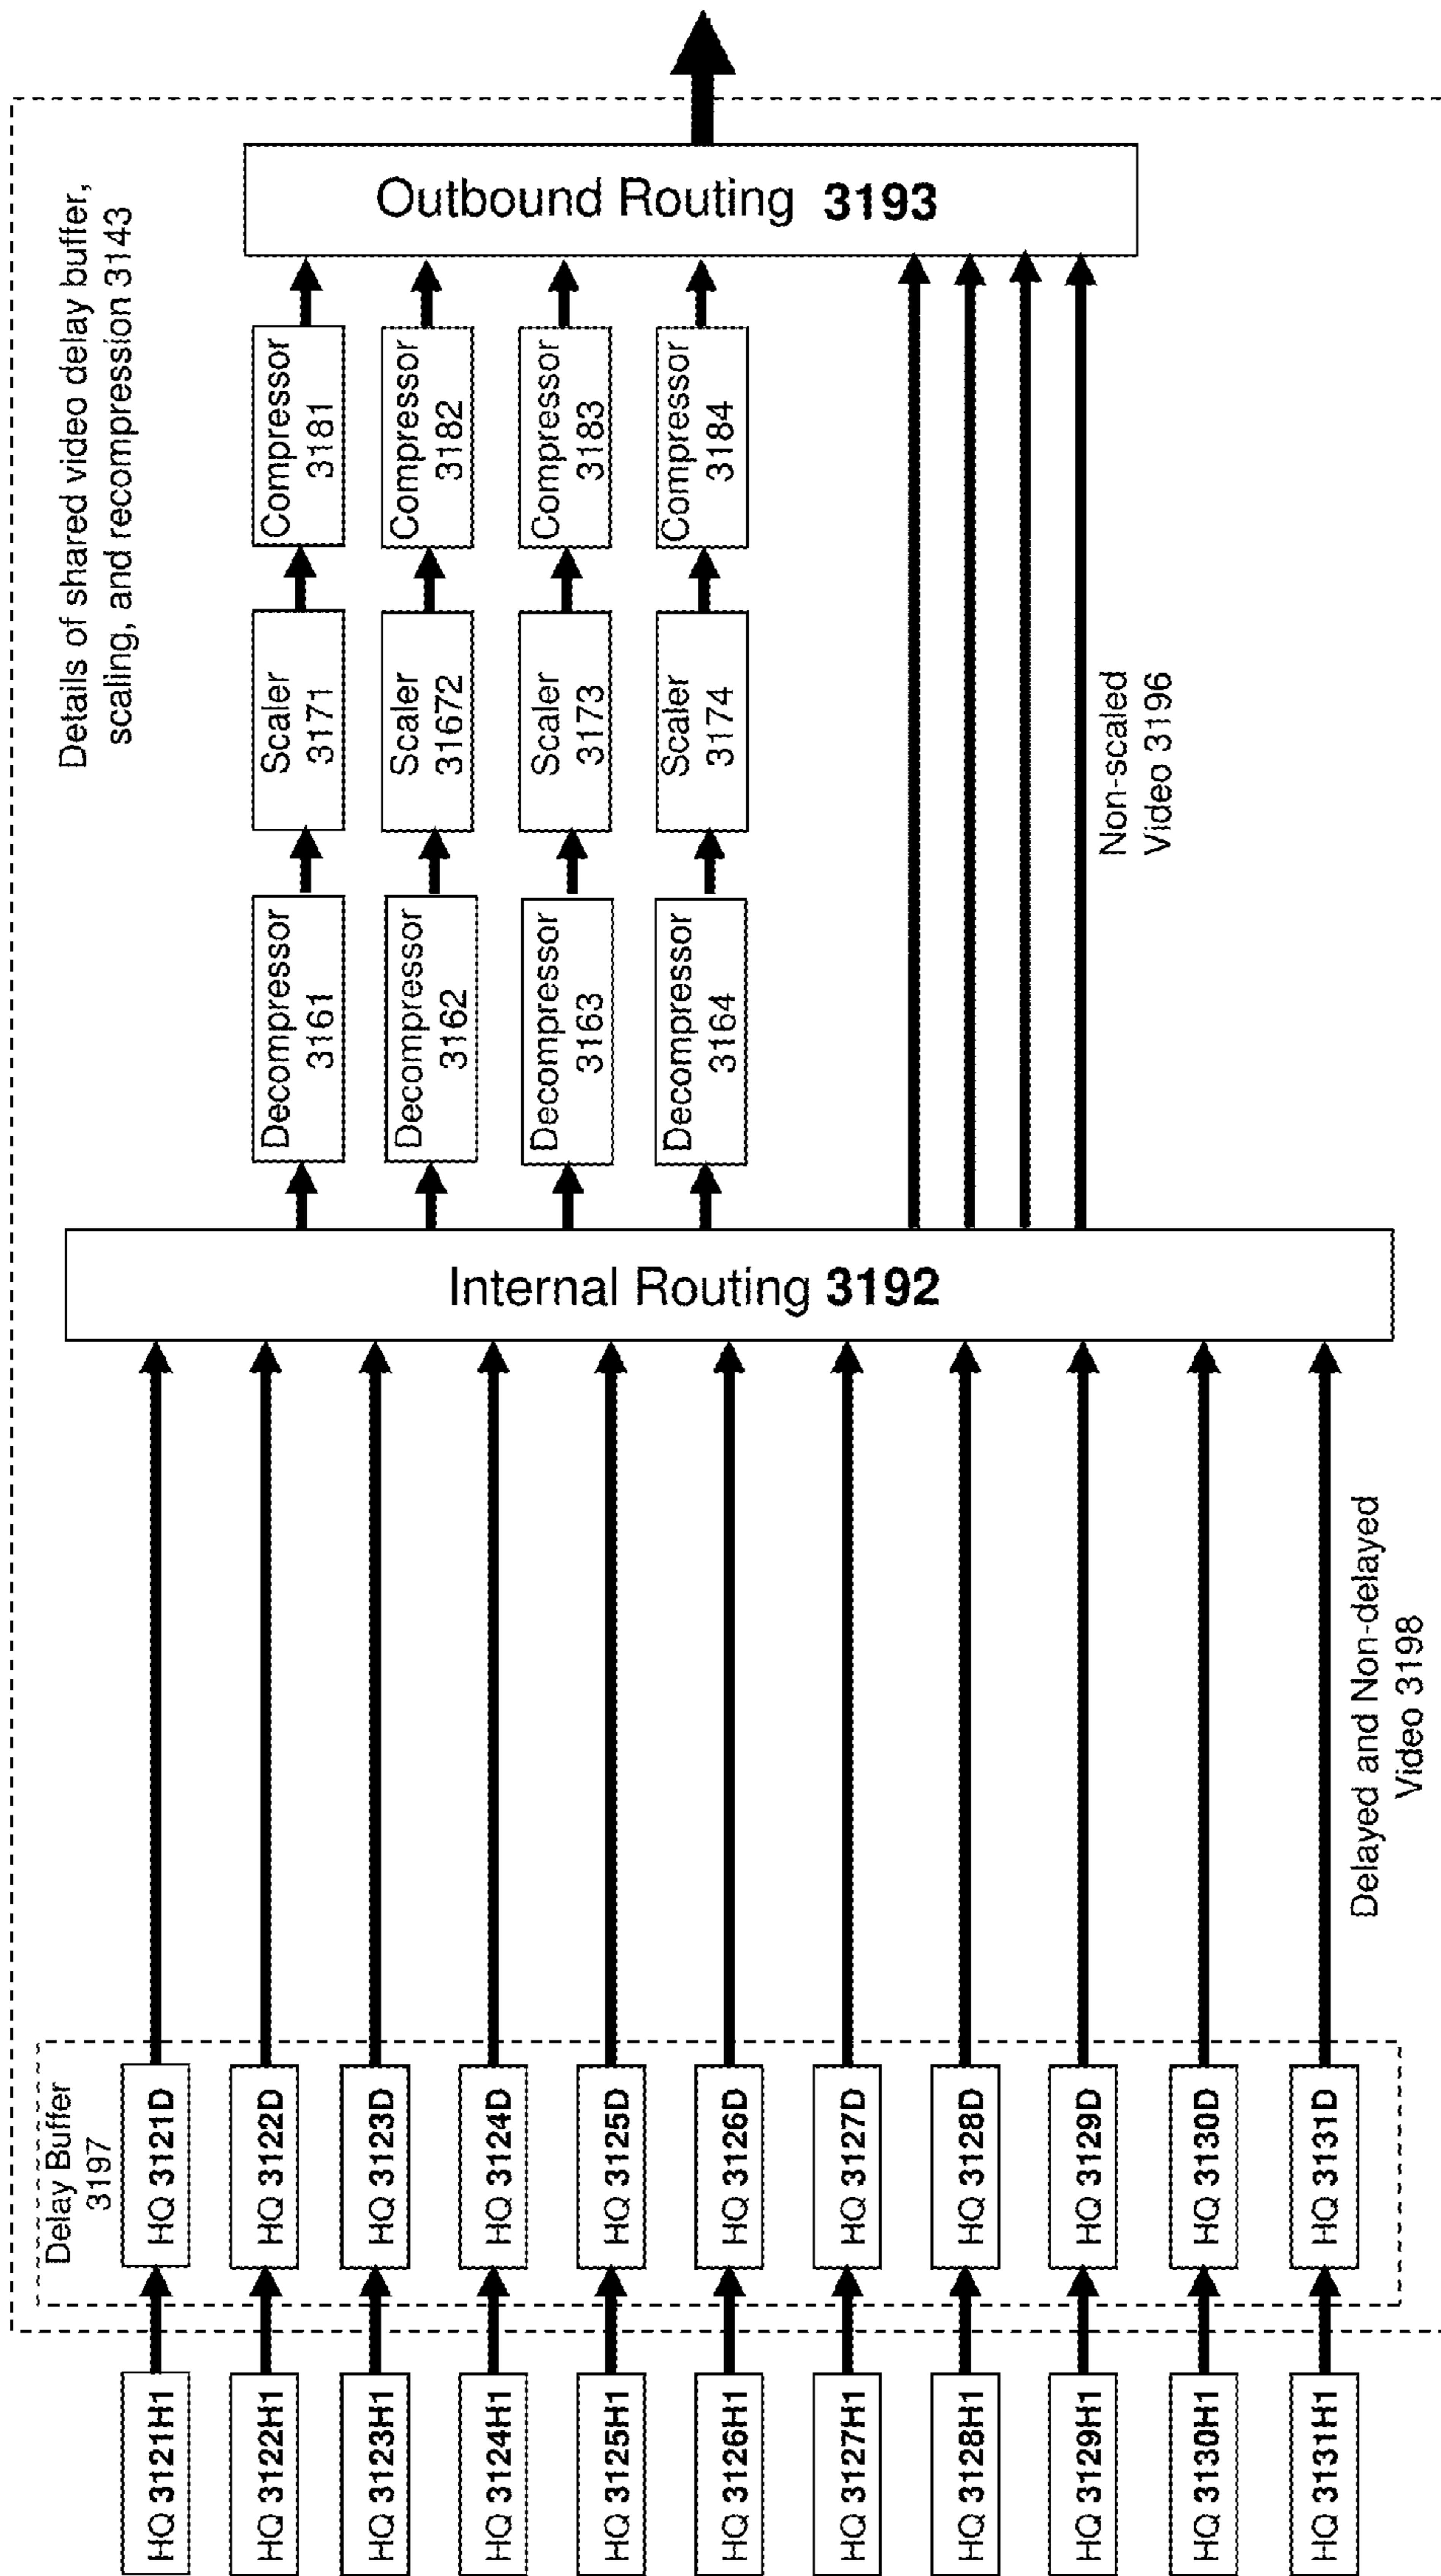 Details of shared video delay buffer,
scaling, and recompression 3143
Delay Buffer
3197
HQ 3121H1
HQ 3121D
HQ 3122H1
HQ 3122D
HQ 3123H1
HQ 3123D
HQ 3124H1
HQ 3124D
HQ 3125H1
HQ 3125D
HQ 3126H1
HQ 3126D
HQ 3127H1
HQ 3127D
HQ 3128H1
HQ 3128D
HQ 3129H1
HQ 3129D
HQ 3130H1
HQ 3130D
HQ 3131H1
HQ 3131D
Delayed and Non-delayed
Video 3198
Internal Routing 3192
Decompressor
3161
Scaler
3171
Compressor
3181
Decompressor
3162
Scaler
31672
Compressor
3182
Decompressor
3163
Scaler
3173
Compressor
3183
Decompressor
3164
Scaler
3174
Compressor
3184
Non-scaled
Video 3196
Outbound Routing 3193